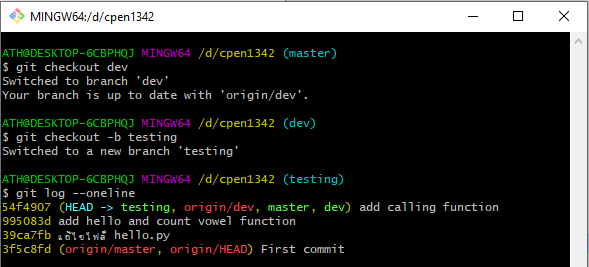 MINGW64:/d/cpen1342
ATH@DESKTOP-6CBPHQJ MINGW64 /d/cpen1342 (master)
$ git checkout dev
Switched to branch 'dev'
Your branch is up to date with 'origin/dev'.
ATH@DESKTOP-6CBPHQJ MINGW64 /d/cpen1342 (dev)
$ git checkout -b testing
Switched to a new branch 'testing'
ATH@DESKTOP-6CBPHQJ MINGW64 /d/cpen1342 (testing)
$ git log --oneline
54f4907 (HEAD -> testing, origin/dev, master, dev) add calling function
995083d add hello and count vowel function
39ca7fb แก้ไขไฟล์ hello.py
3f5c8fd (origin/master, origin/HEAD) First commit